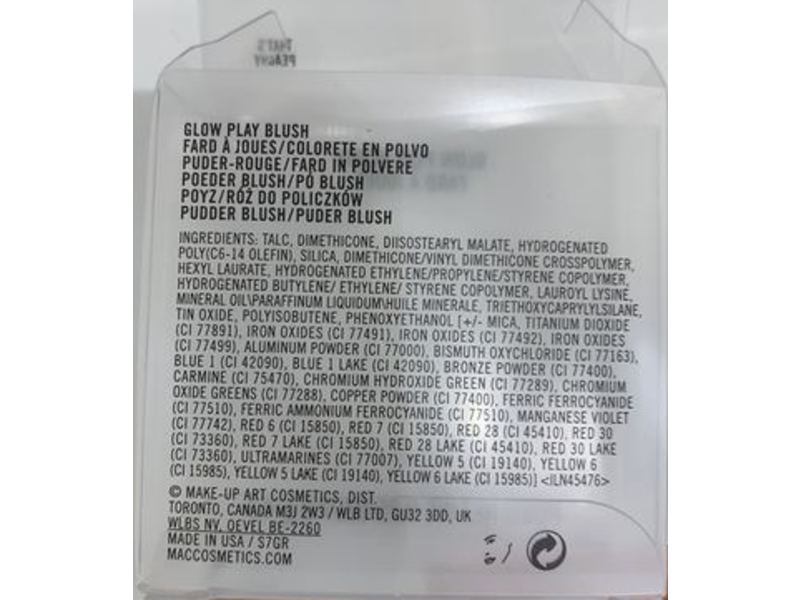 THAT'S
PEACHY
GLOW PLAY BLUSH
FARD À JOUES/COLORETE EN POLVO
PUDER-ROUGE/FARD IN POLVERE
POEDER BLUSH/PÓ BLUSH
ΡΟΥΖ/RÓŻ DO POLICZKÓW
PUDDER BLUSH/PUDER BLUSH
INGREDIENTS: TALC, DIMETHICONE, DIISOSTEARYL MALATE, HYDROGENATED
POLY(C6-14 OLEFIN), SILICA, DIMETHICONE/VINYL DIMETHICONE CROSSPOLYMER,
HEXYL LAURATE, HYDROGENATED ETHYLENE/PROPYLENE/STYRENE COPOLYMER,
HYDROGENATED BUTYLENE/ ETHYLENE/ STYRENE COPOLYMER, LAUROYL LYSINE,
MINERAL OIL\PARAFFINUM LIQUIDUM\HUILE MINERALE, TRIETHOXYCAPRYLYLSILANE,
TIN OXIDE, POLYISOBUTENE, PHENOXYETHANOL [+/- MICA, TITANIUM DIOXIDE
(CI 77891), IRON OXIDES (CI 77491), IRON OXIDES (CI 77492), IRON OXIDES
(CI 77499), ALUMINUM POWDER (CI 77000), BISMUTH OXYCHLORIDE (CI 77163),
BLUE 1 (CI 42090), BLUE 1 LAKE (CI 42090), BRONZE POWDER (CI 77400),
CARMINE (CI 75470), CHROMIUM HYDROXIDE GREEN (CI 77289), CHROMIUM
OXIDE GREENS (CI 77288), COPPER POWDER (CI 77400), FERRIC FERROCYANIDE
(CI 77510), FERRIC AMMONIUM FERROCYANIDE (CI 77510), MANGANESE VIOLET
(CI 77742), RED 6 (CI 15850), RED 7 (CI 15850), RED 28 (CI 45410), RED 30
(CI 73360), RED 7 LAKE (CI 15850), RED 28 LAKE (CI 45410), RED 30 LAKE
(CI 73360), ULTRAMARINES (CI 77007), YELLOW 5 (CI 19140), YELLOW 6
(CI 15985), YELLOW 5 LAKE (CI 19140), YELLOW 6 LAKE (CI 15985)] <ILN45476>
© MAKE-UP ART COSMETICS, DIST.
TORONTO, CANADA M3J 2W3 / WLB LTD, GU32 3DD, UK
WLBS NV, OEVEL BE-2260
MADE IN USA / S7GR
MACCOSMETICS.COM